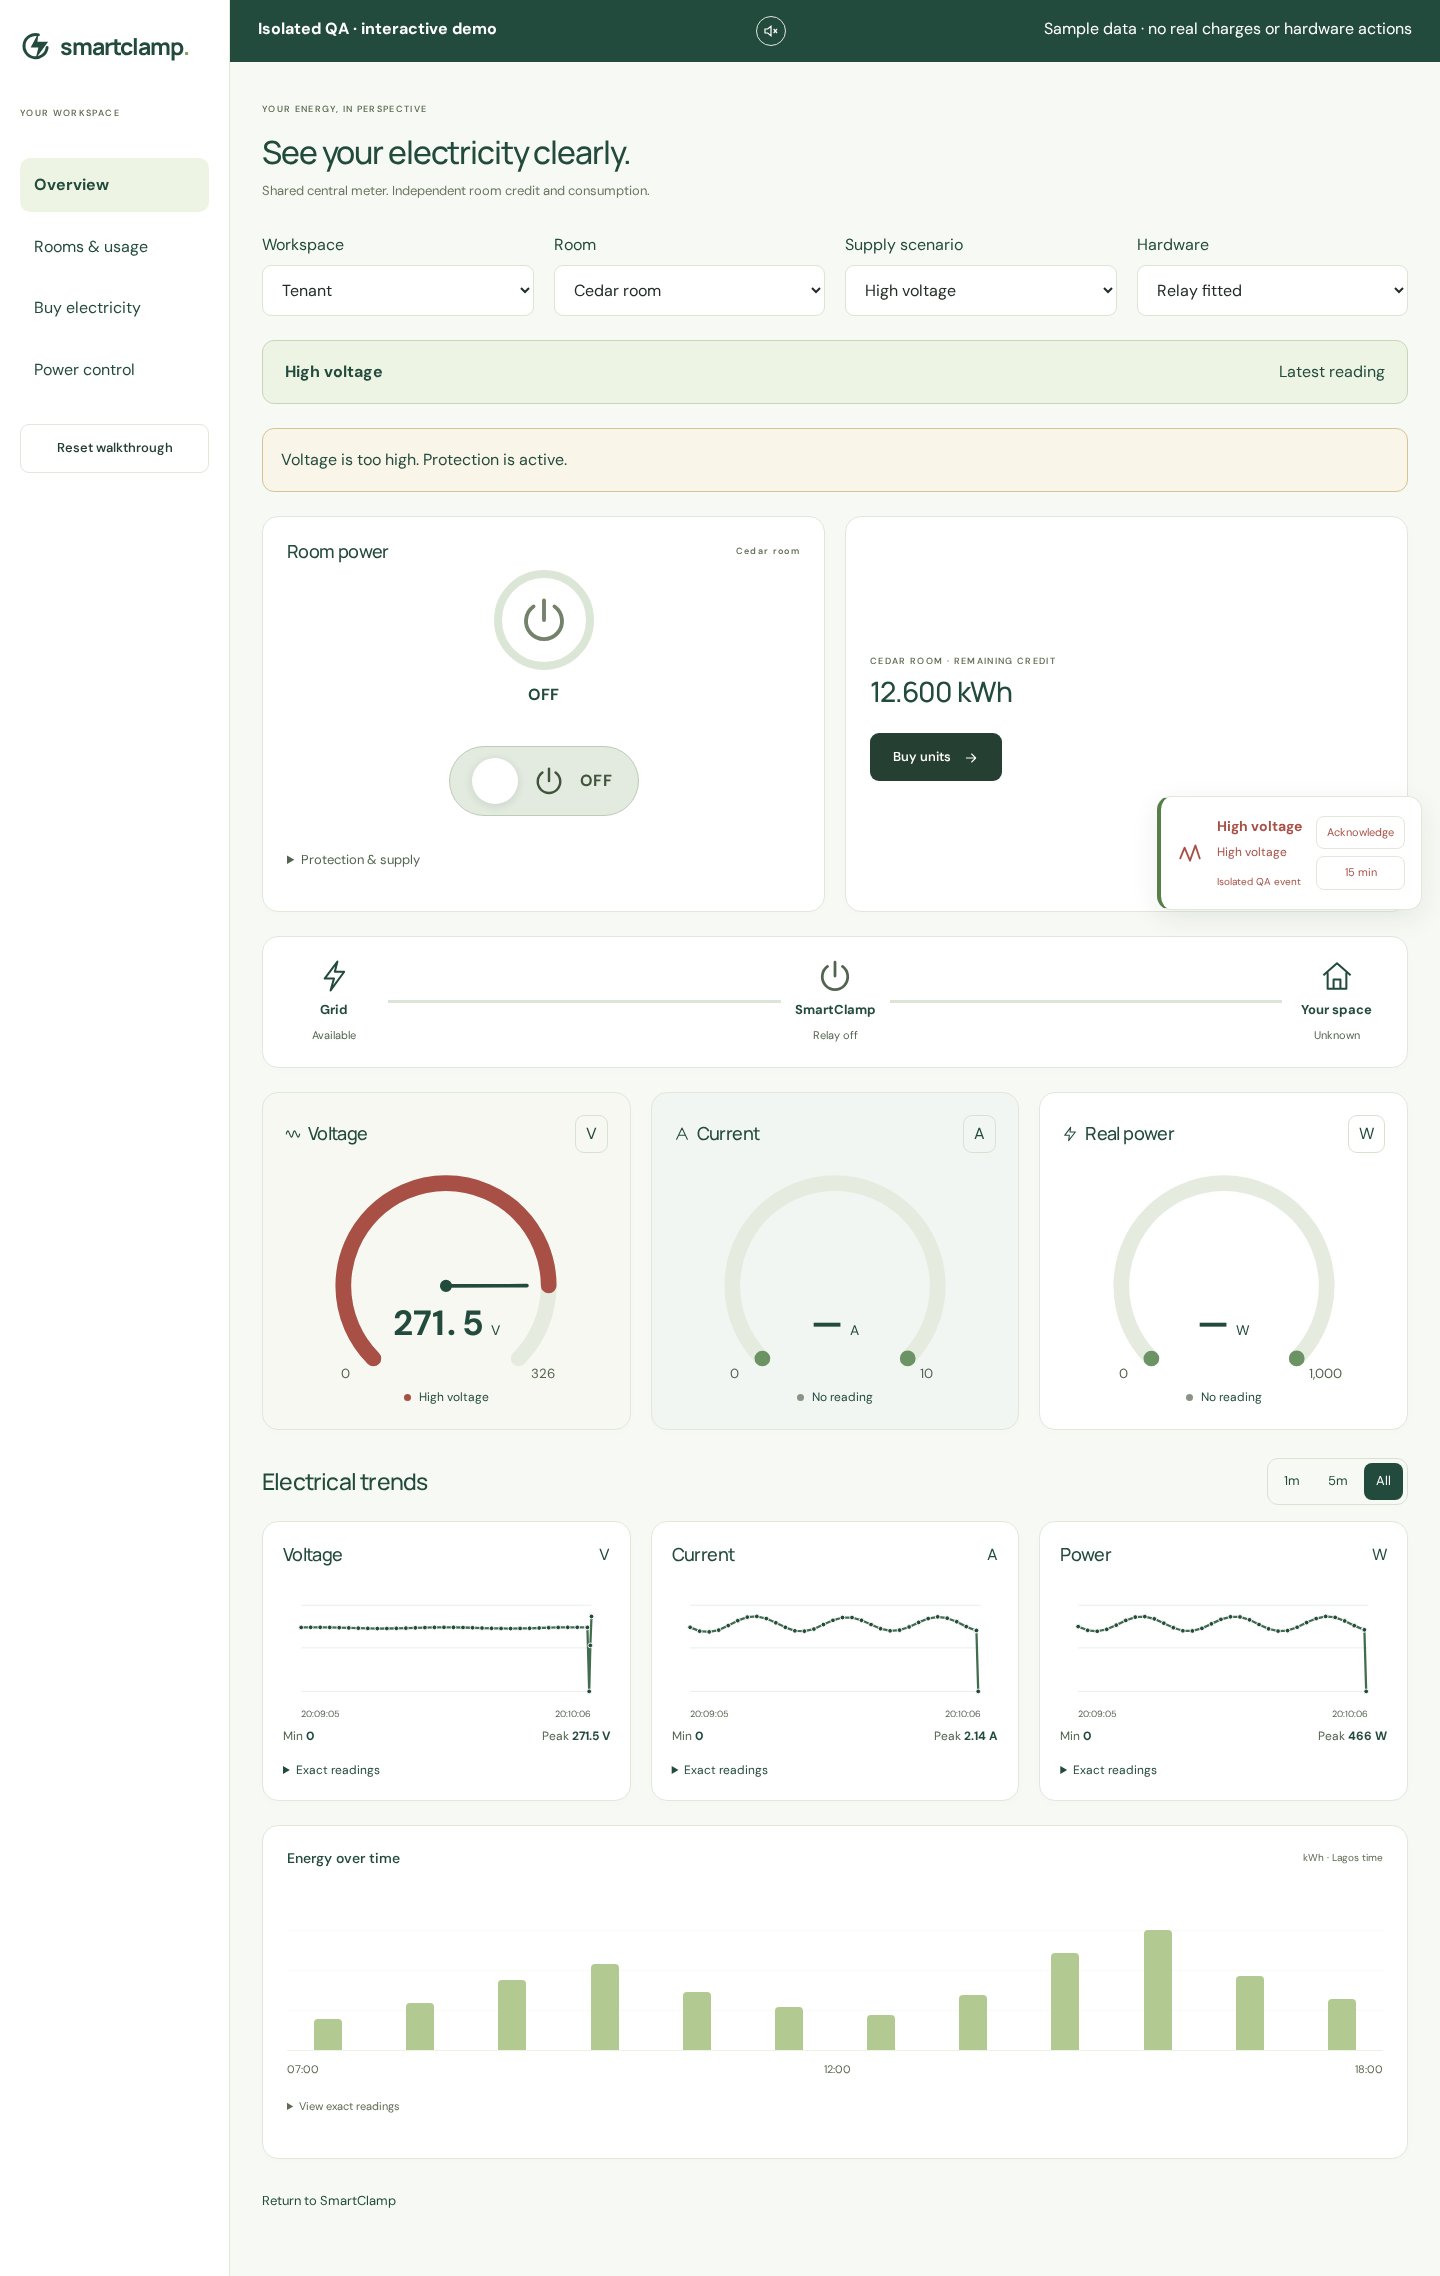 smartclamp.
YOUR WORKSPACE
Overview
Rooms & usage
Buy electricity
Power control
Reset walkthrough
Isolated QA · interactive demo
Sample data · no real charges or hardware actions
YOUR ENERGY, IN PERSPECTIVE
See your electricity clearly.
Shared central meter. Independent room credit and consumption.
Workspace
Room
Supply scenario
Hardware
Tenant
Cedar room
High voltage
Relay fitted
High voltage
Latest reading
Voltage is too high. Protection is active.
Room power
Cedar room
OFF
OFF
Protection & supply
CEDAR ROOM · REMAINING CREDIT
12.600 kWh
Buy units →
High voltage
High voltage
Isolated QA event
Acknowledge
15 min
Grid
Available
SmartClamp
Relay off
Your space
Unknown
Voltage
V
271.5 V
0
326
High voltage
Current
A
— A
0
10
No reading
Real power
W
— W
0
1,000
No reading
Electrical trends
1m
5m
All
Voltage
V
20:09:05
20:10:06
Min 0
Peak 271.5 V
Exact readings
Current
A
20:09:05
20:10:06
Min 0
Peak 2.14 A
Exact readings
Power
W
20:09:05
20:10:06
Min 0
Peak 466 W
Exact readings
Energy over time
kWh · Lagos time
07:00
12:00
18:00
View exact readings
Return to SmartClamp